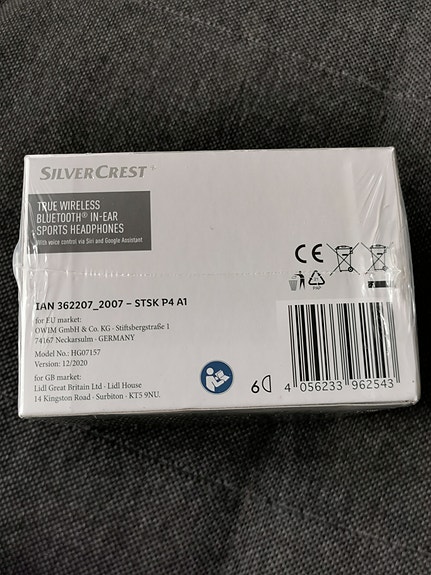 SILVERCREST
TRUE WIRELESS
BLUETOOTH® IN-EAR
SPORTS HEADPHONES
With voice control via Siri and Google Assistant
CE
PAP
IAN 362207_2007 – STSK P4 A1
for EU market:
OWIM GmbH & Co. KG · Stiftsbergstraße 1
74167 Neckarsulm · GERMANY
Model No.: HG07157
Version: 12/2020
for GB market:
Lidl Great Britain Ltd · Lidl House
14 Kingston Road · Surbiton · KT5 9NU.
6
4 056233 962543